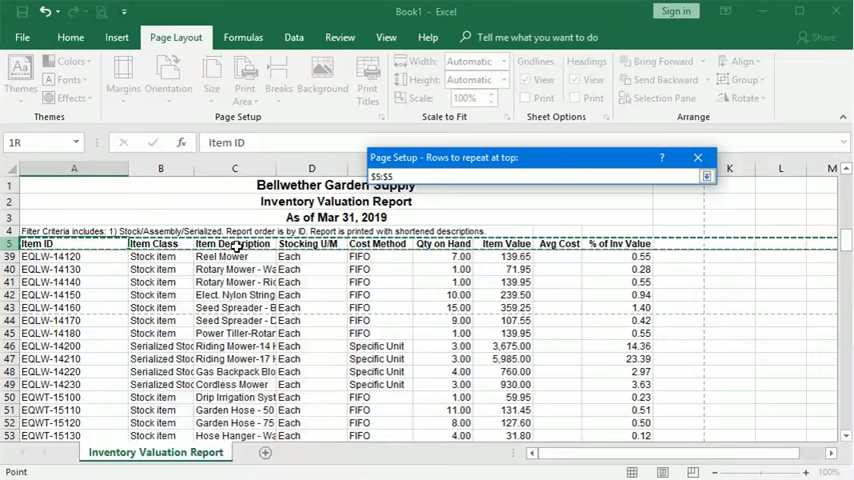 Book1 - Excel
Sign in
File Home Insert Page Layout Formulas Data Review View Help Tell me what you want to do Share
Themes
Colors
Fonts
Effects
Themes
Margins Orientation Size Print Area Breaks Background Print Titles
Page Setup
Width: Automatic
Height: Automatic
Scale: 100%
Scale to Fit
Gridlines Headings
View View
Print Print
Sheet Options
Bring Forward Align
Send Backward Group
Selection Pane Rotate
Arrange
1R Item ID
Page Setup - Rows to repeat at top: ?
$5:$5
A B C D K L M
1 Bellwether Garden Supply
2 Inventory Valuation Report
3 As of Mar 31, 2019
4 Filter Criteria includes: 1) Stock/Assembly/Serialized. Report order is by ID. Report is printed with shortened descriptions.
5 Item ID Item Class Item Description Stocking U/M Cost Method Qty on Hand Item Value Avg Cost % of Inv Value
39 EQLW-14120 Stock item Reel Mower Each FIFO 7.00 139.65 0.55
40 EQLW-14130 Stock item Rotary Mower - Wa Each FIFO 1.00 71.95 0.28
41 EQLW-14140 Stock item Rotary Mower - Ric Each FIFO 1.00 139.95 0.55
42 EQLW-14150 Stock item Elect. Nylon String Each FIFO 10.00 239.50 0.94
43 EQLW-14160 Stock item Seed Spreader - Each FIFO 15.00 359.25 1.40
44 EQLW-14170 Stock item Seed Spreader - D Each FIFO 9.00 107.55 0.42
45 EQLW-14180 Stock item Power Tiller-Rotar Each FIFO 1.00 139.95 0.55
46 EQLW-14200 Serialized Stoc Riding Mower-14 H Each Specific Unit 3.00 3,675.00 14.36
47 EQLW-14210 Serialized Stoc Riding Mower-17 H Each Specific Unit 3.00 5,985.00 23.39
48 EQLW-14220 Serialized Stoc Gas Backpack Blo Each Specific Unit 4.00 760.00 2.97
49 EQLW-14230 Serialized Stoc Cordless Mower Each Specific Unit 3.00 930.00 3.63
50 EQWT-15100 Stock item Drip Irrigation Sys Each FIFO 1.00 59.95 0.23
51 EQWT-15110 Stock item Garden Hose - 50 Each FIFO 11.00 131.45 0.51
52 EQWT-15120 Stock item Garden Hose - 75 Each FIFO 8.00 127.60 0.50
53 EQWT-15130 Stock item Hose Hanger - Wa Each FIFO 4.00 31.80 0.12
Inventory Valuation Report
Point 100%